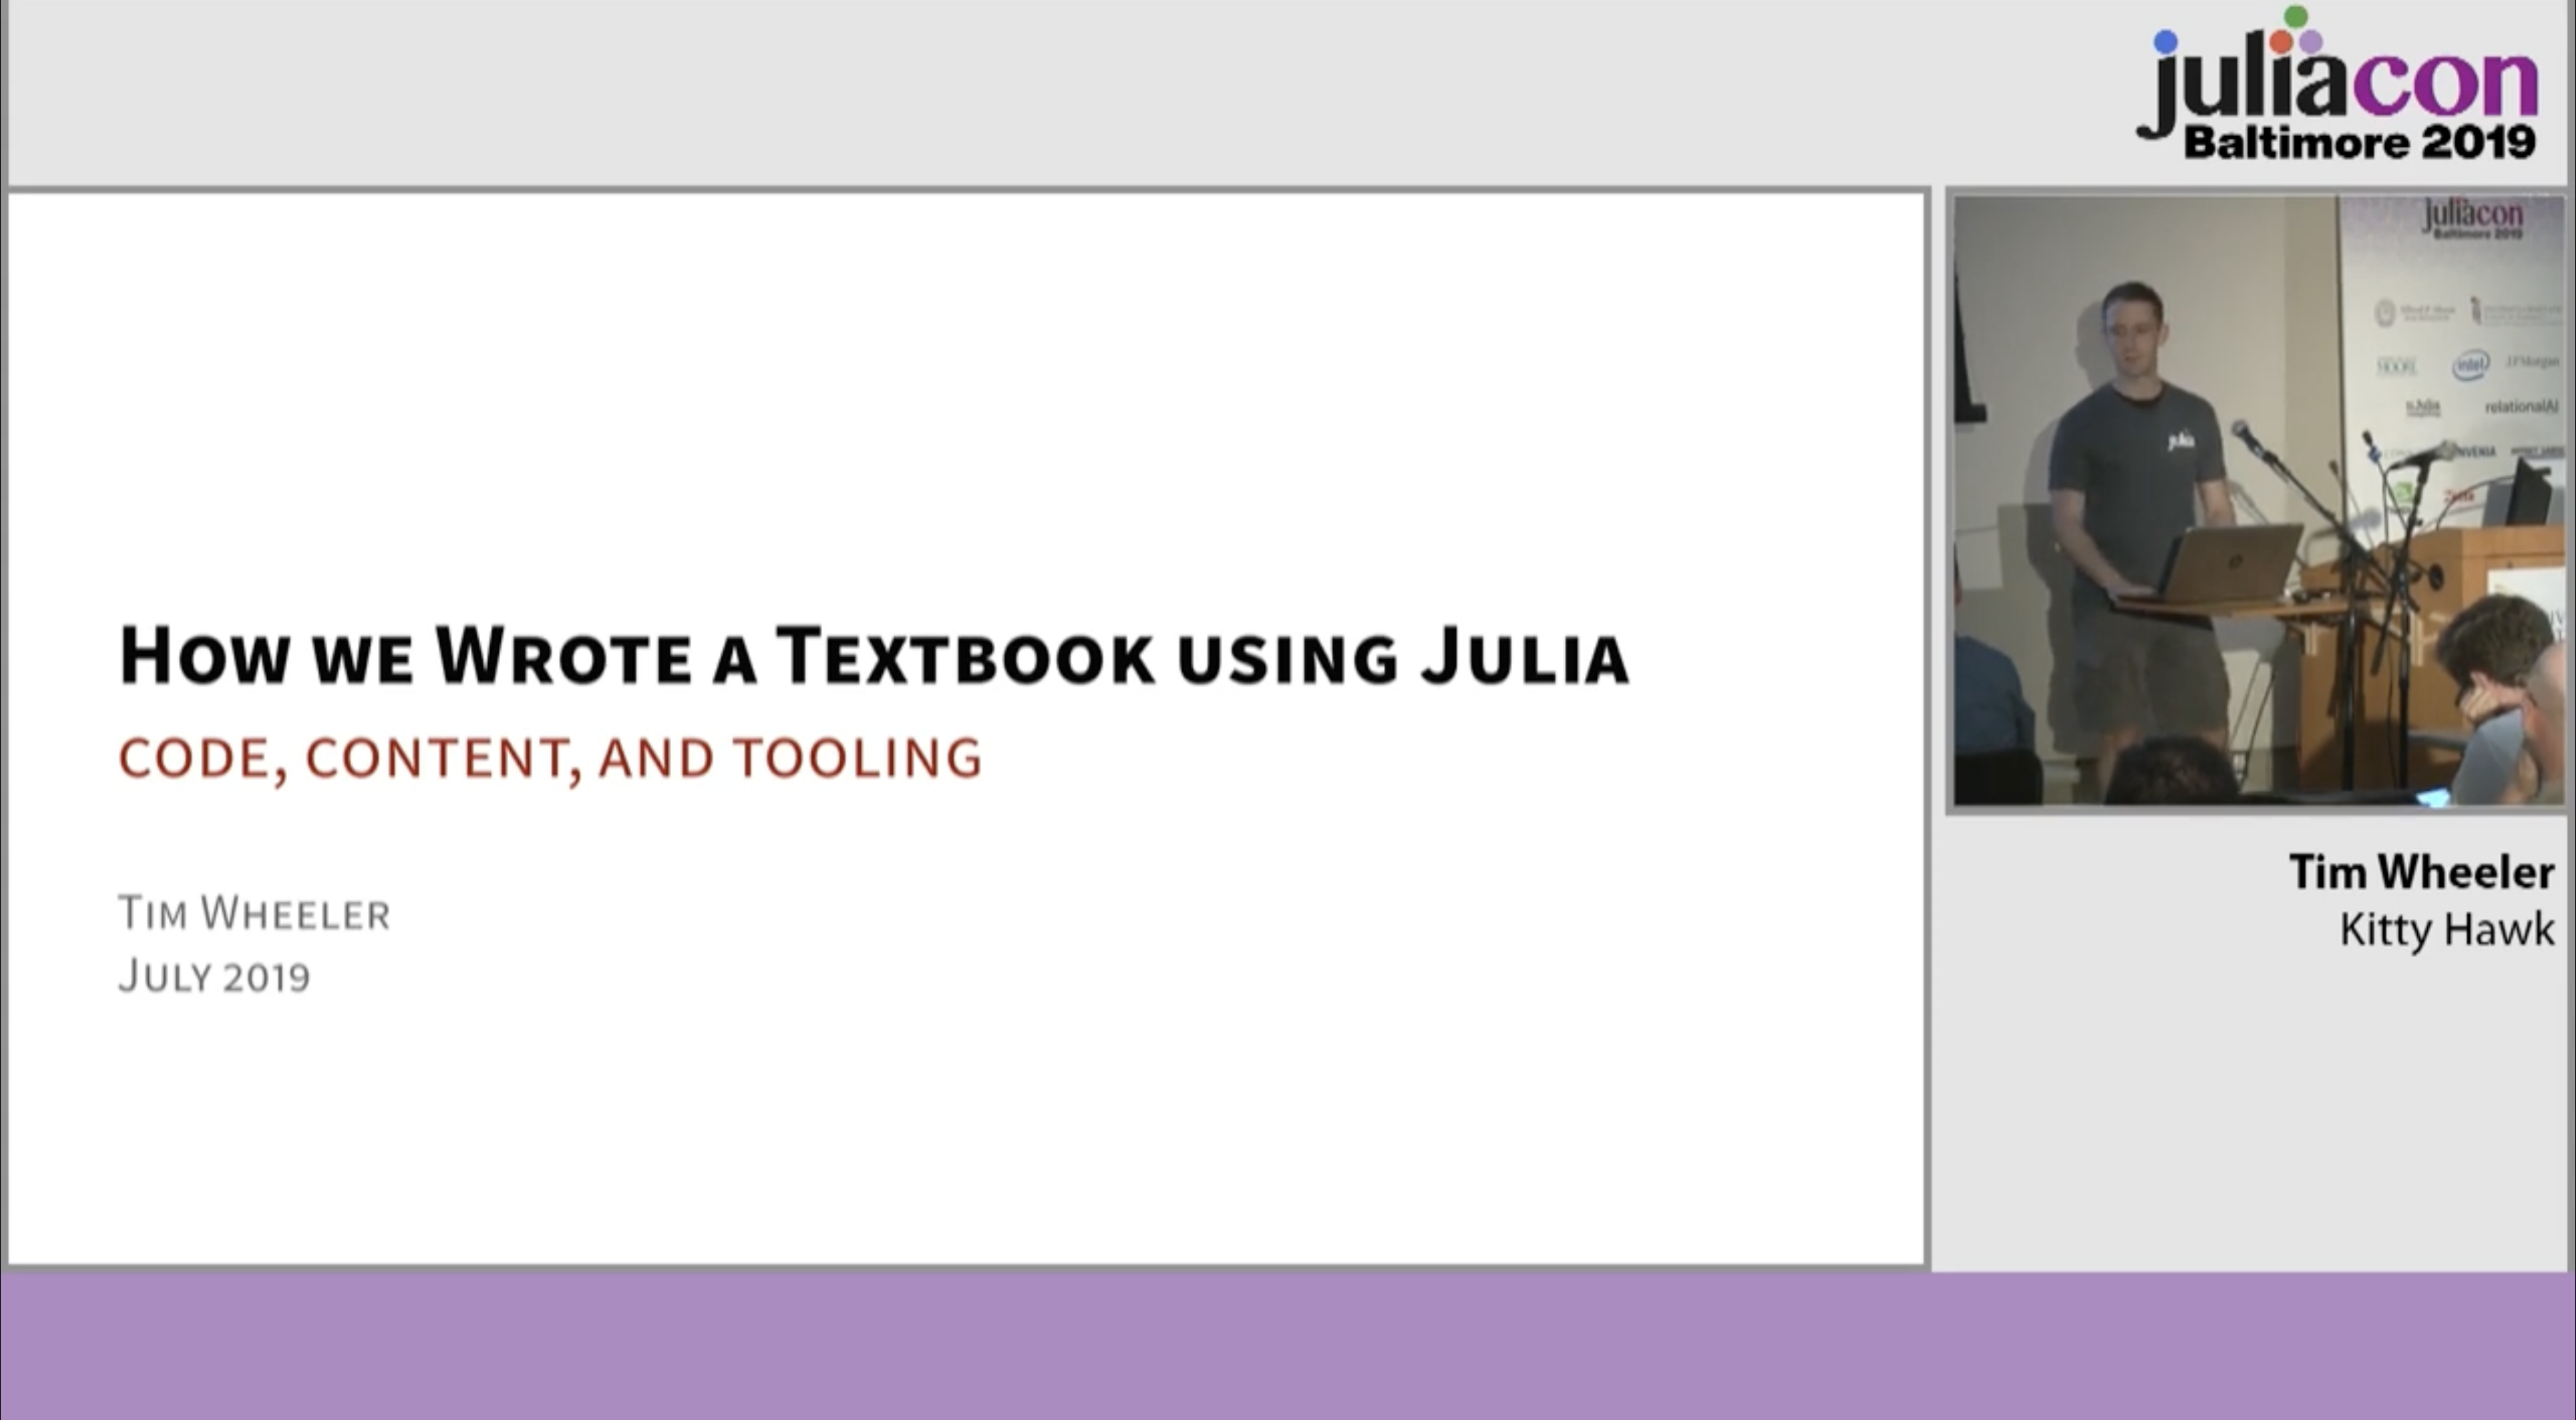 juliacon
Baltimore 2019
How we Wrote a Textbook using Julia
CODE, CONTENT, AND TOOLING
Tim Wheeler
July 2019
juliacon
Baltimore 2019
intel
JPMorgan
relationalAI
julia
Tim Wheeler
Kitty Hawk